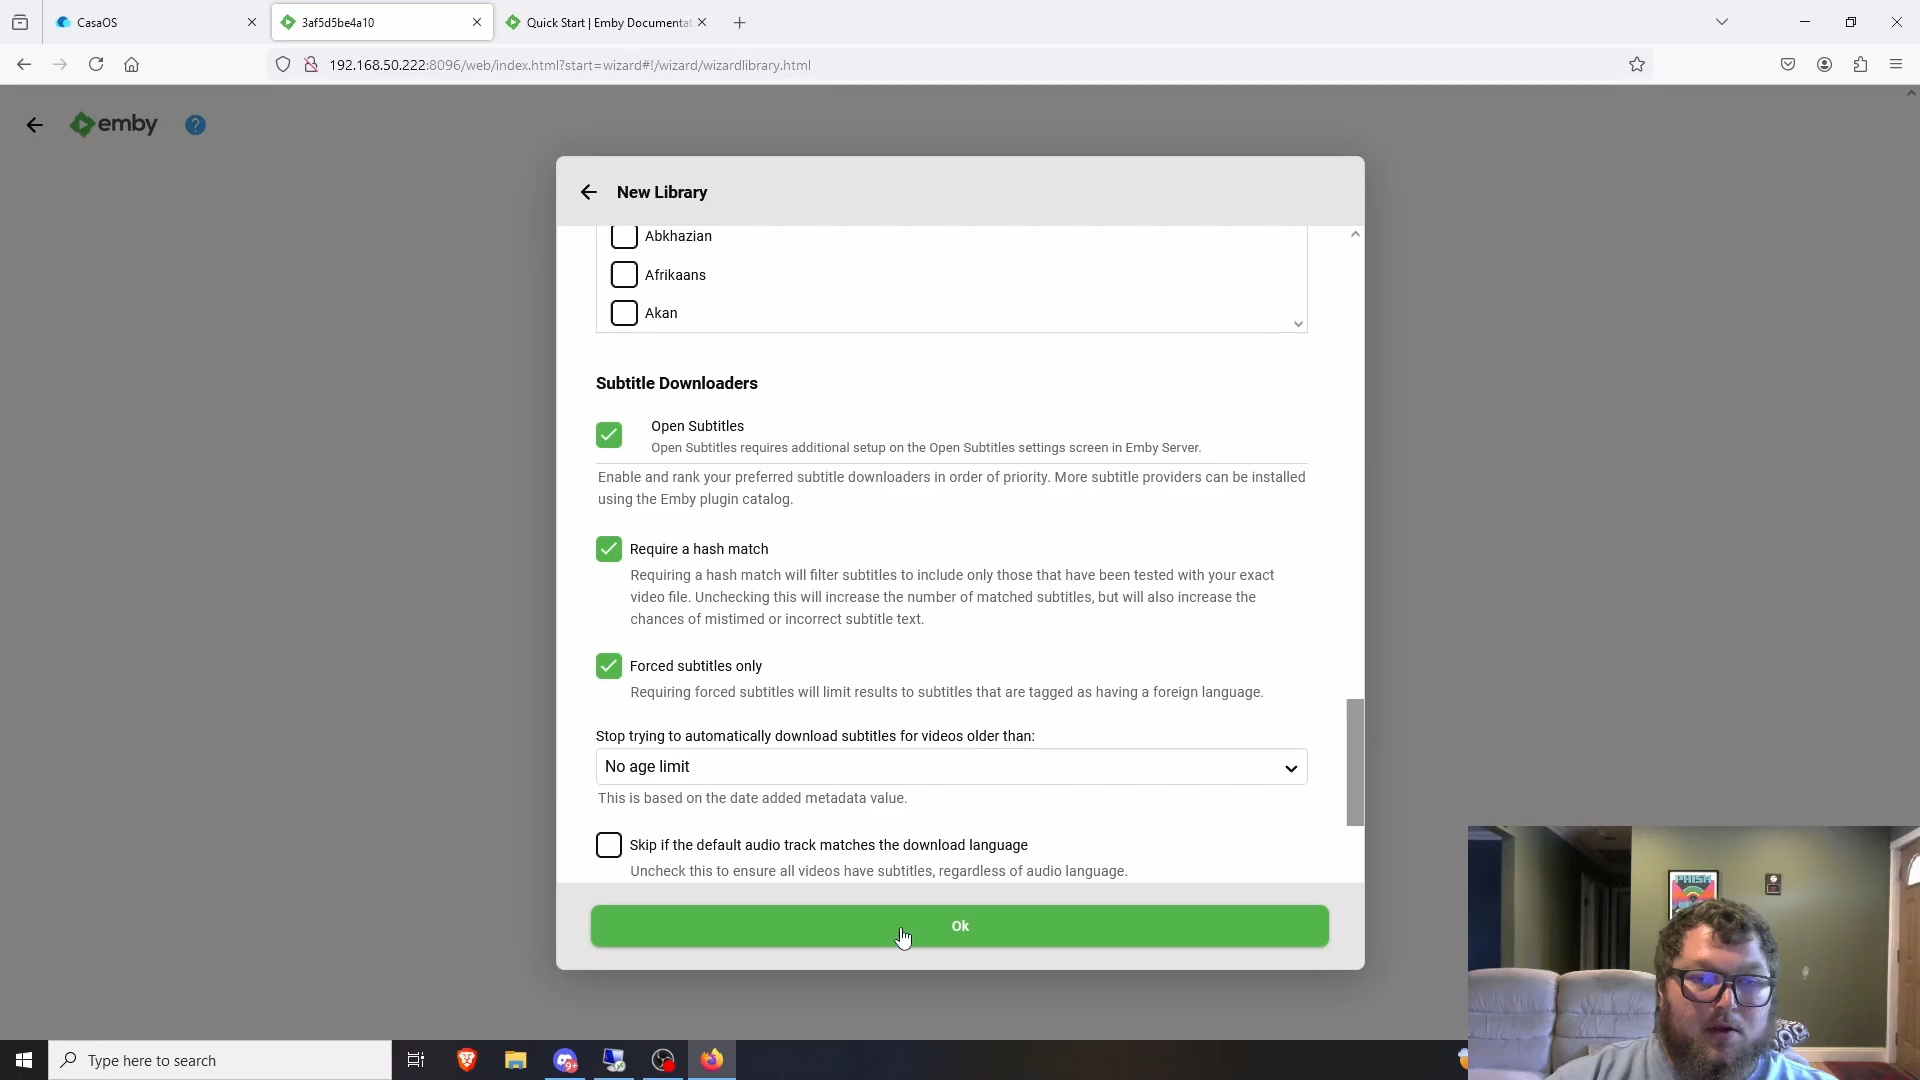 CasaOS
3af5d5be4a10
Quick Start | Emby Documentat
192.168.50.222:8096/web/index.html?start=wizard#!/wizard/wizardlibrary.html
emby
?
New Library
Abkhazian
Afrikaans
Akan
Subtitle Downloaders
Open Subtitles
Open Subtitles requires additional setup on the Open Subtitles settings screen in Emby Server.
Enable and rank your preferred subtitle downloaders in order of priority. More subtitle providers can be installed
using the Emby plugin catalog.
Require a hash match
Requiring a hash match will filter subtitles to include only those that have been tested with your exact
video file. Unchecking this will increase the number of matched subtitles, but will also increase the
chances of mistimed or incorrect subtitle text.
Forced subtitles only
Requiring forced subtitles will limit results to subtitles that are tagged as having a foreign language.
Stop trying to automatically download subtitles for videos older than:
No age limit
This is based on the date added metadata value.
Skip if the default audio track matches the download language
Uncheck this to ensure all videos have subtitles, regardless of audio language.
Ok
PHISH
Type here to search
9+